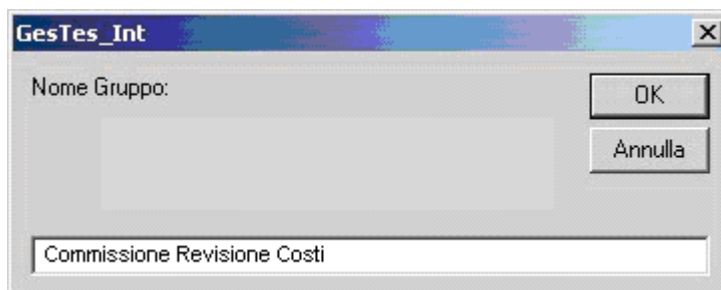 GesTes_Int
Nome Gruppo:
OK
Annulla
Commissione Revisione Costi